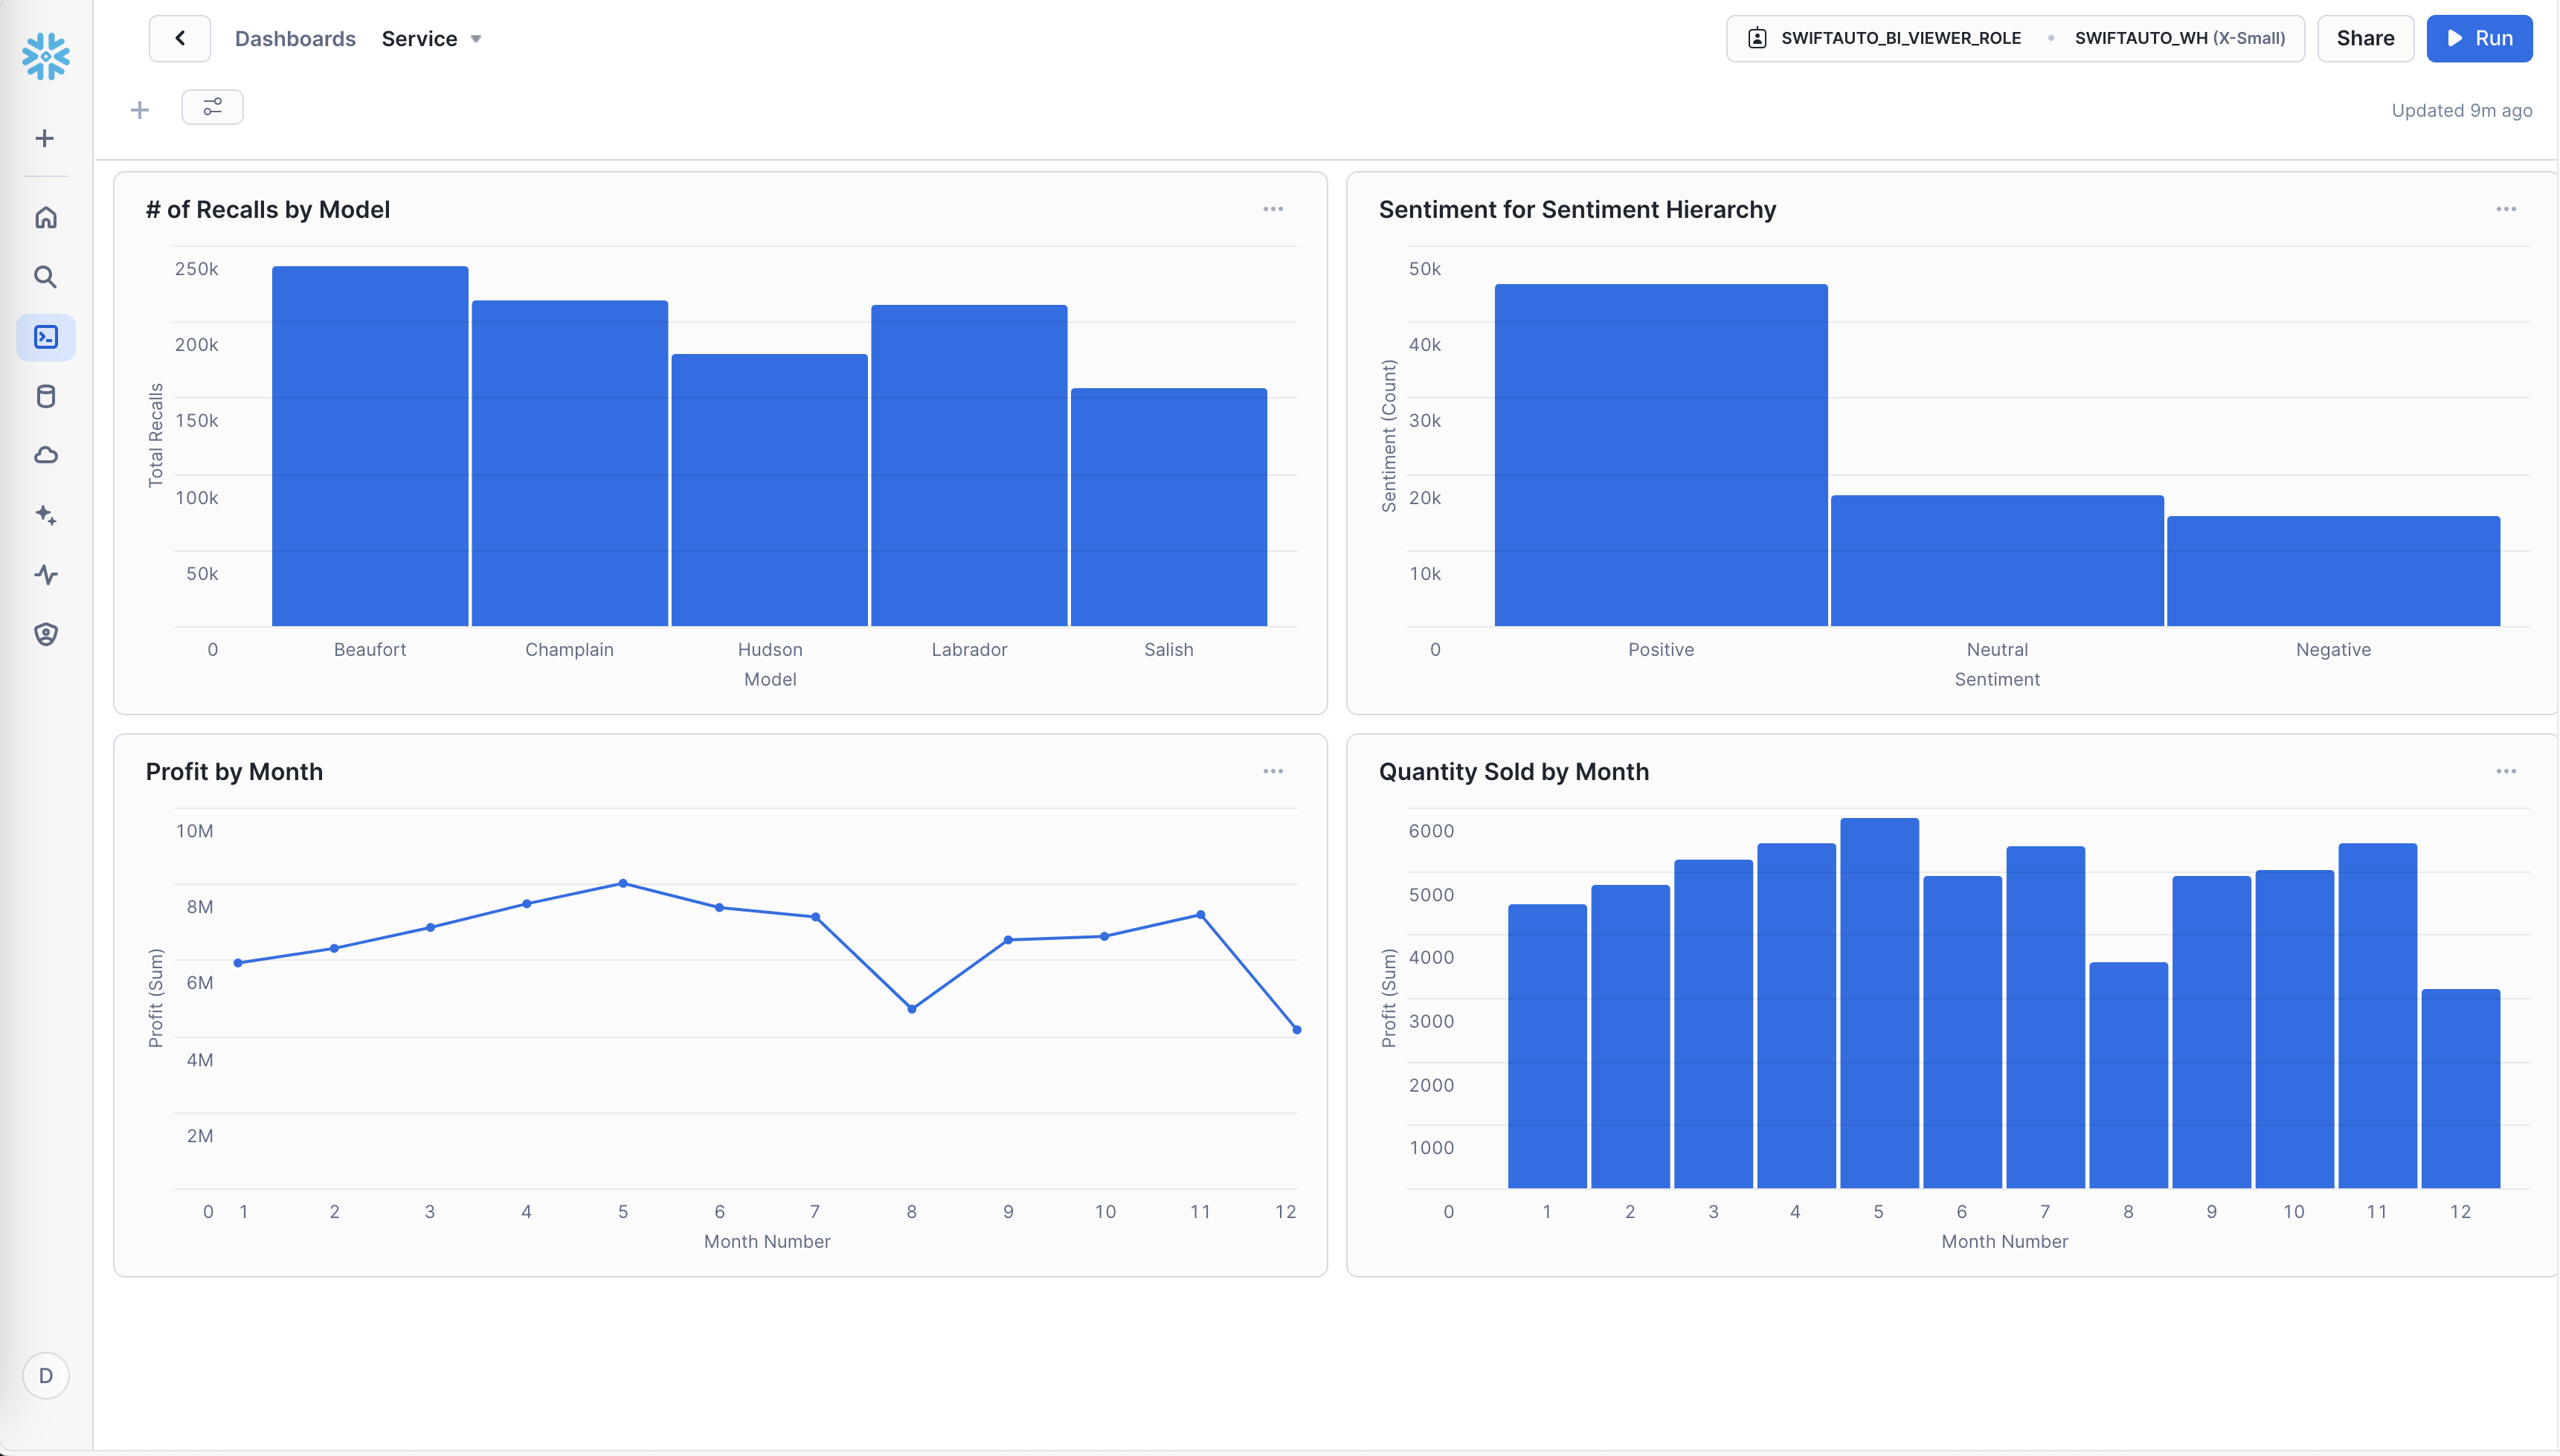 Dashboards Service
SWIFTAUTO_BI_VIEWER_ROLE • SWIFTAUTO_WH (X-Small)
Share
Run
Updated 9m ago
# of Recalls by Model
Total Recalls
250k
200k
150k
100k
50k
0
Beaufort Champlain Hudson Labrador Salish
Model
Sentiment for Sentiment Hierarchy
Sentiment (Count)
50k
40k
30k
20k
10k
0
Positive Neutral Negative
Sentiment
Profit by Month
Profit (Sum)
10M
8M
6M
4M
2M
0
1 2 3 4 5 6 7 8 9 10 11 12
Month Number
Quantity Sold by Month
Profit (Sum)
6000
5000
4000
3000
2000
1000
0
1 2 3 4 5 6 7 8 9 10 11 12
Month Number
D